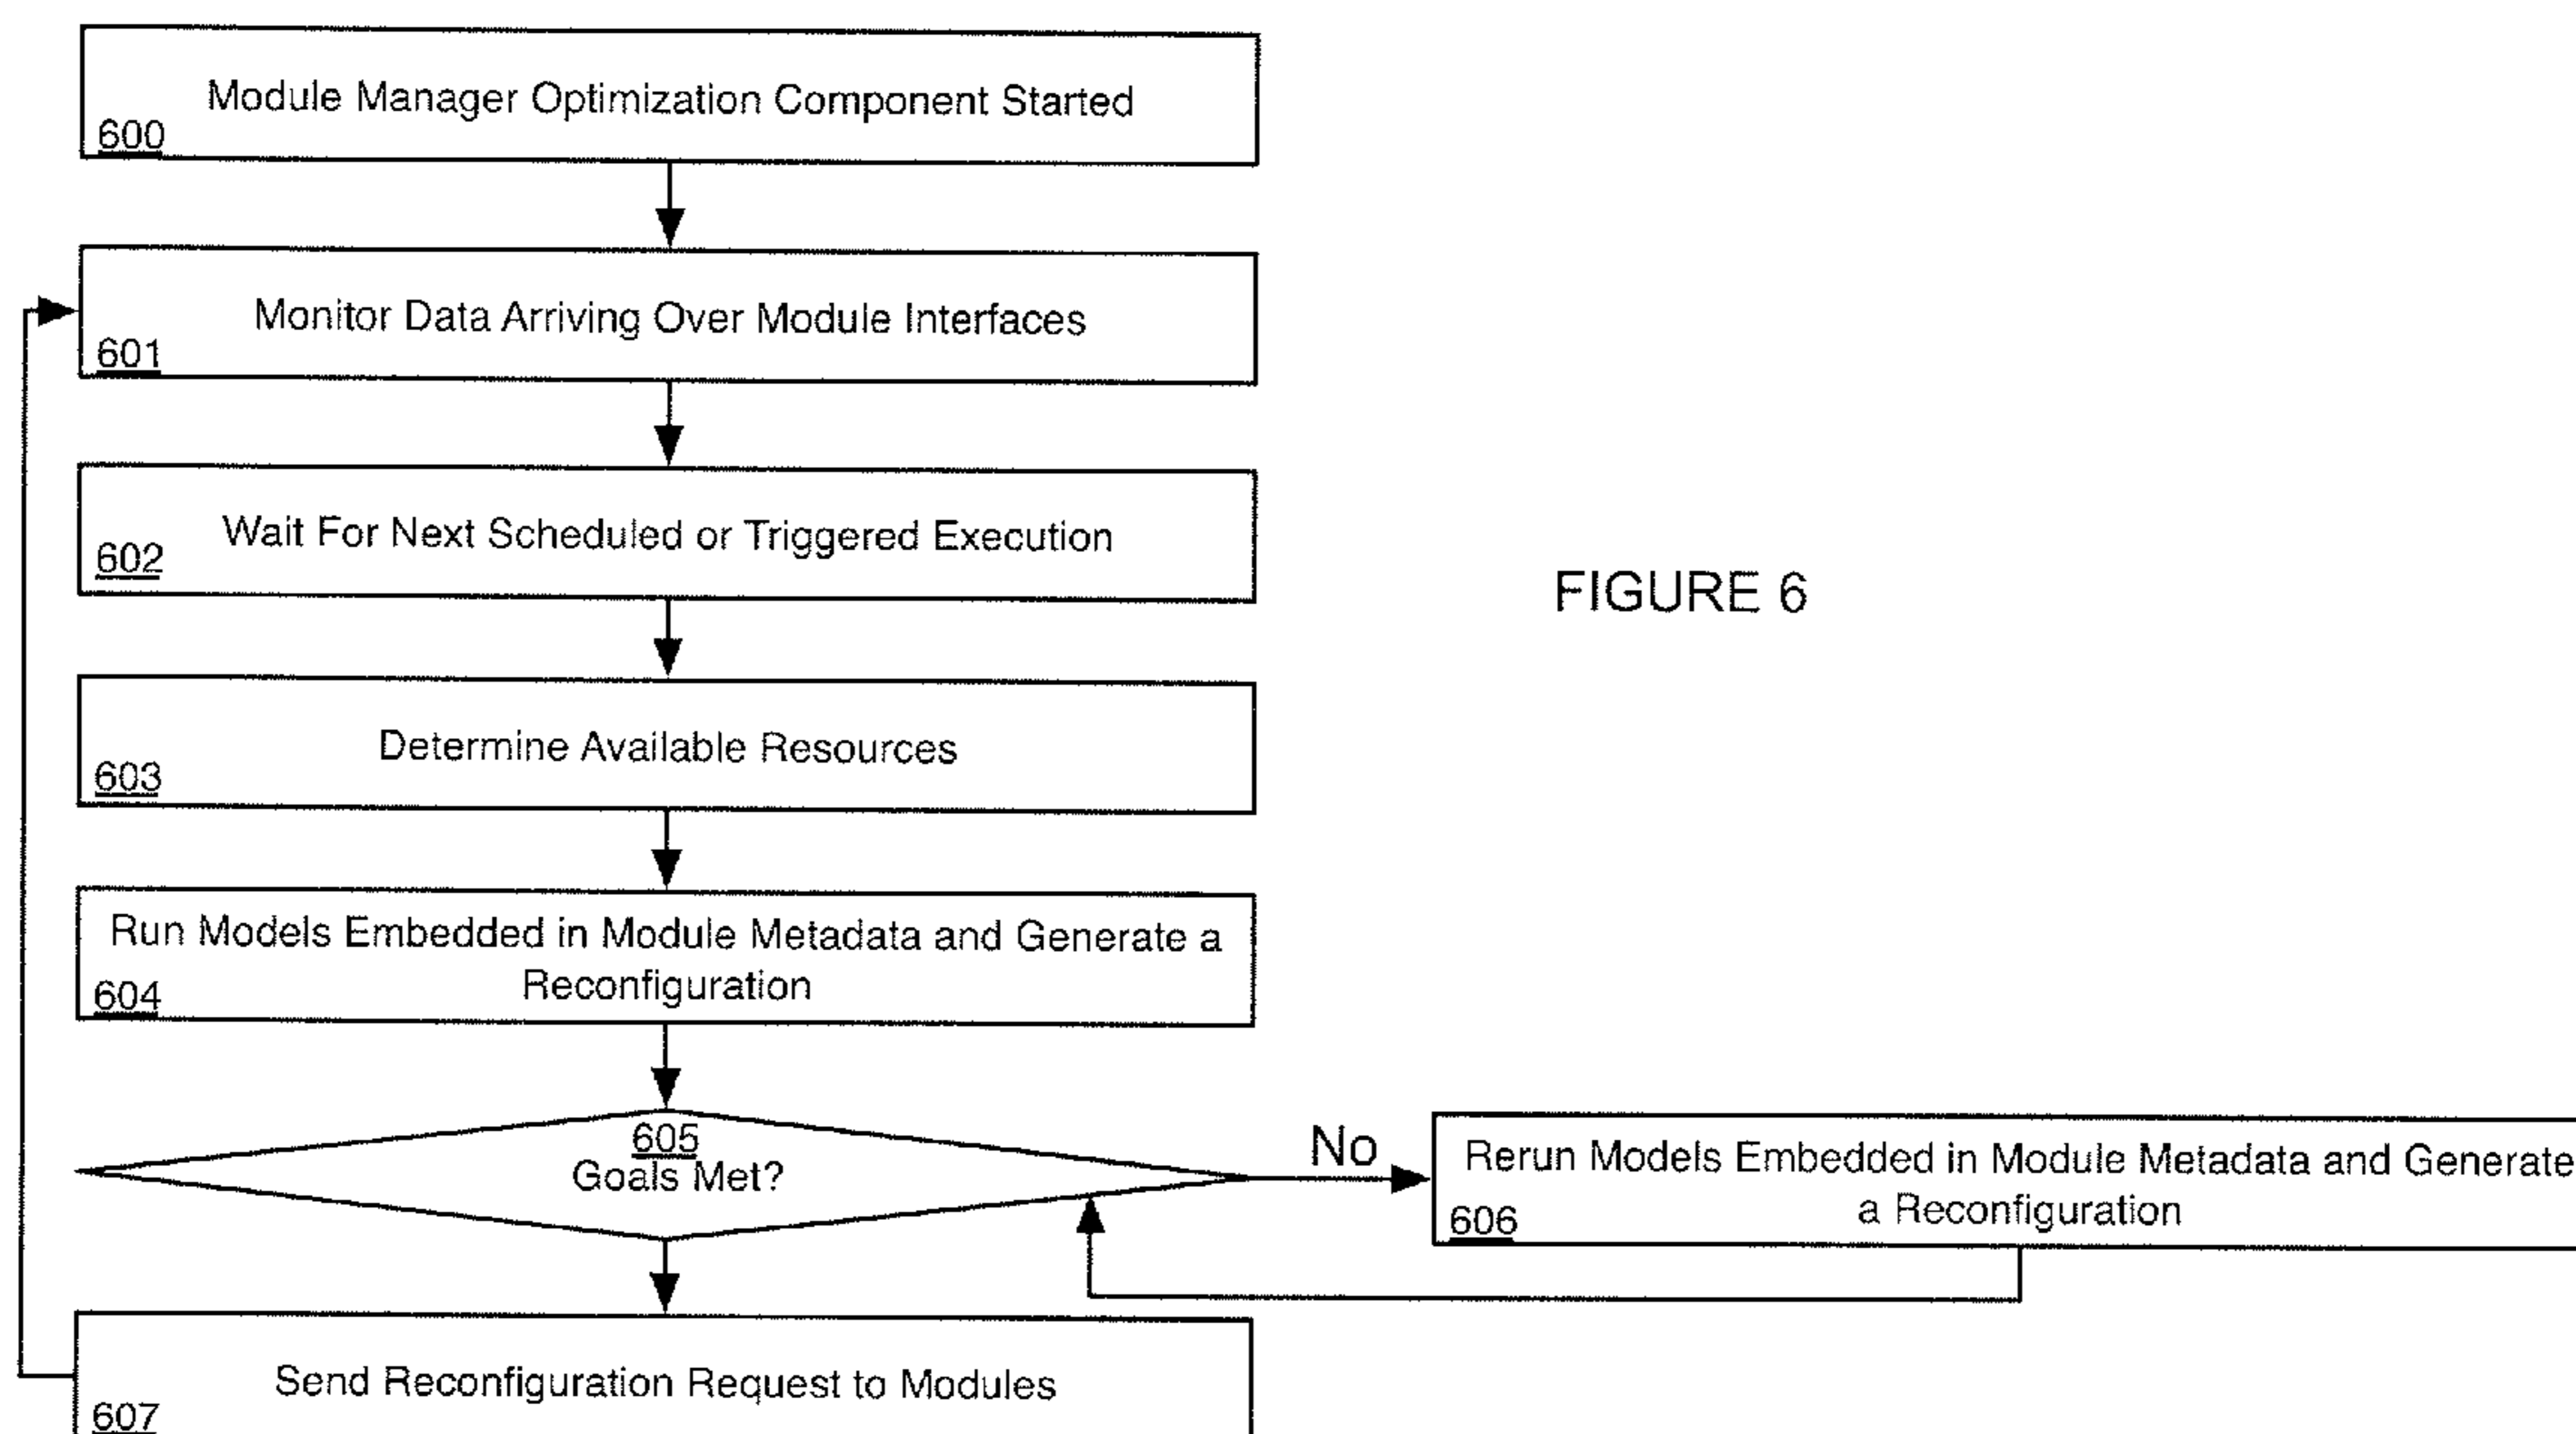 Module Manager Optimization Component Started
600
Monitor Data Arriving Over Module Interfaces
601
Wait For Next Scheduled or Triggered Execution
602
FIGURE 6
Determine Available Resources
603
Run Models Embedded in Module Metadata and Generate a
Reconfiguration
604
605
Goals Met?
No
Rerun Models Embedded in Module Metadata and Generate
a Reconfiguration
606
Send Reconfiguration Request to Modules
607